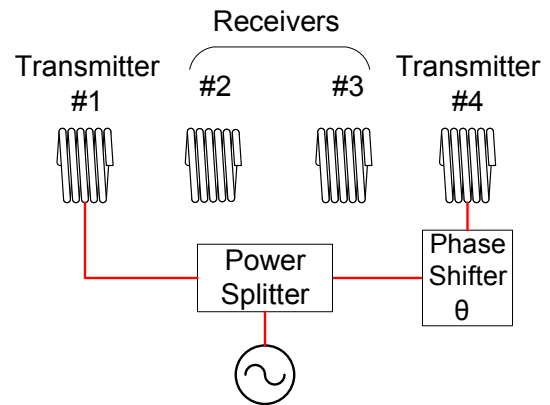 Receivers
Transmitter
#1
#2
#3
Transmitter
#4
Power
Splitter
Phase
Shifter
θ